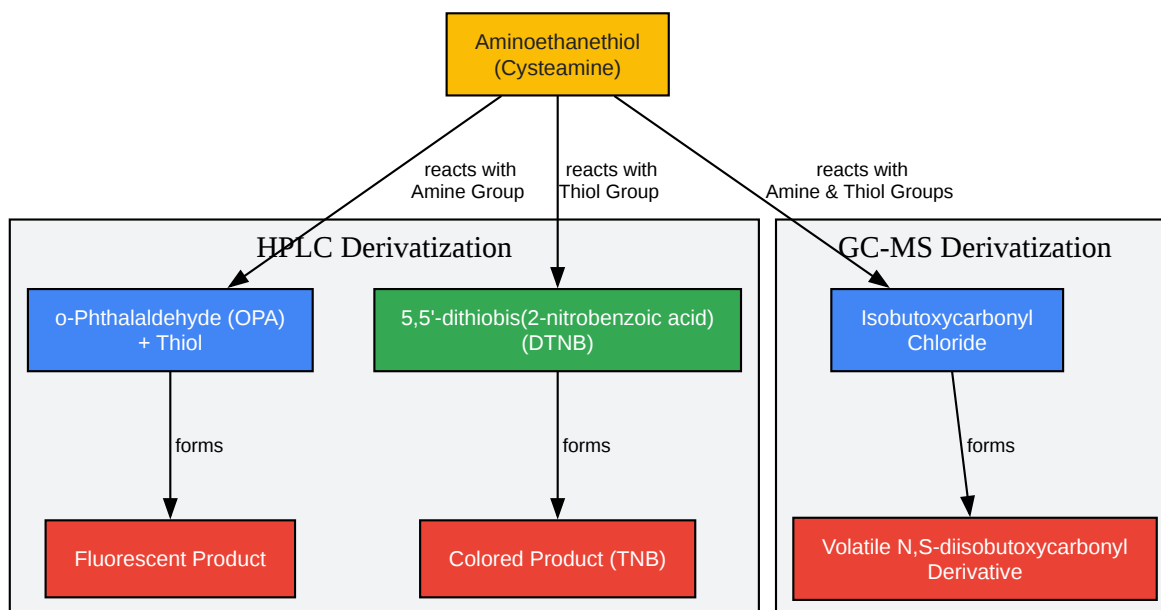 Aminoethanethiol
(Cysteamine)
reacts with
Amine Group
reacts with
Thiol Group
reacts with
Amine & Thiol Groups
HPLC Derivatization
GC-MS Derivatization
o-Phthalaldehyde (OPA)
+ Thiol
5,5'-dithiobis(2-nitrobenzoic acid)
(DTNB)
Isobutoxycarbonyl
Chloride
forms
forms
forms
Fluorescent Product
Colored Product (TNB)
Volatile N,S-diisobutoxycarbonyl
Derivative